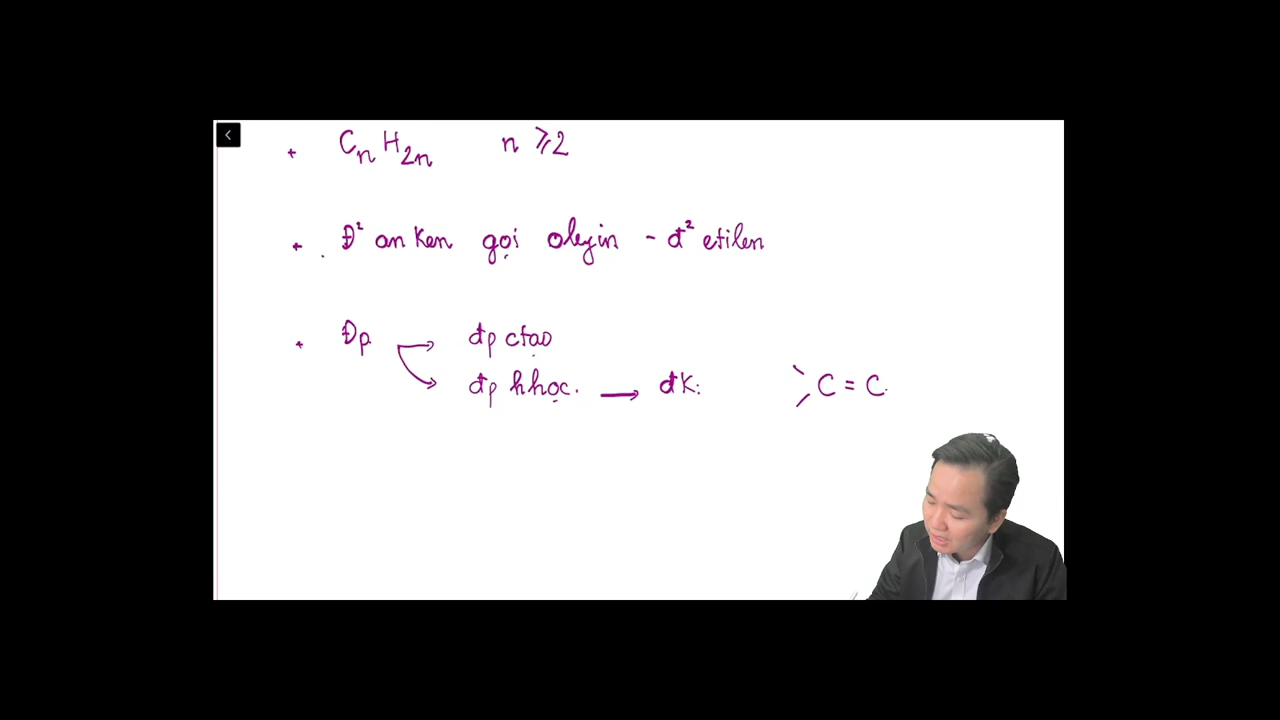 + CnH2n n ≥ 2
+ Đ² anken gọi olefin - đ² etilen
+ Đp → đp ctạo
→ đp hhọc. → đk: C = C